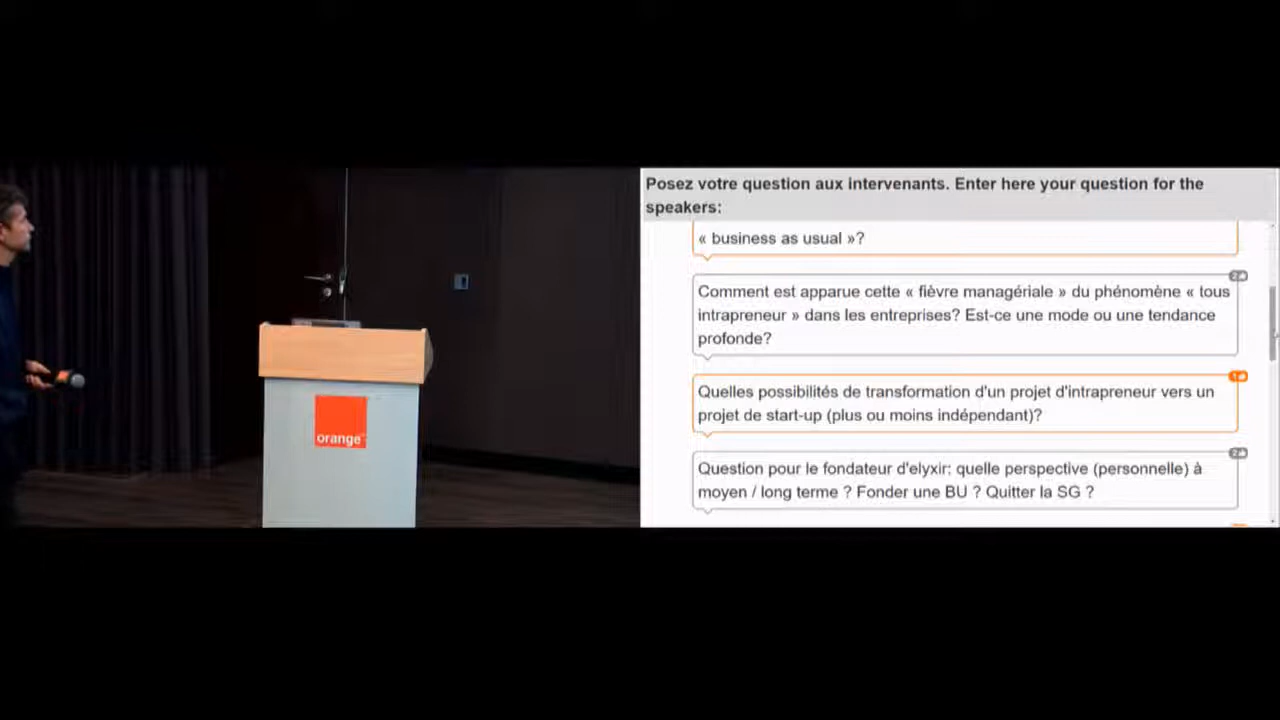 orange
Posez votre question aux intervenants. Enter here your question for the
speakers:
« business as usual »?
2
Comment est apparue cette « fièvre managériale » du phénomène « tous
intrapreneur » dans les entreprises? Est-ce une mode ou une tendance
profonde?
1
Quelles possibilités de transformation d'un projet d'intrapreneur vers un
projet de start-up (plus ou moins indépendant)?
2
Question pour le fondateur d'elyxir: quelle perspective (personnelle) à
moyen / long terme ? Fonder une BU ? Quitter la SG ?